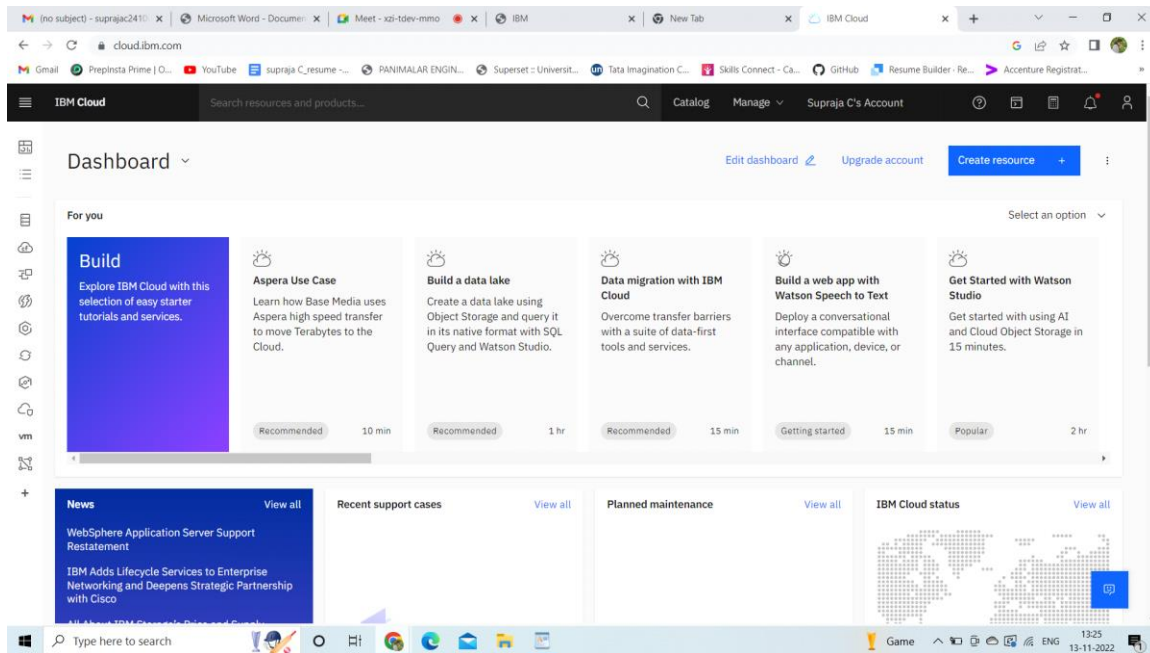 (no subject) - suprajac2410
Microsoft Word - Documen
Meet - xzi-tdev-mmo
IBM
New Tab
IBM Cloud
cloud.ibm.com
Gmail
PrepInsta Prime | O...
YouTube
supraja C_resume -...
PANIMALAR ENGIN...
Superset :: Universit...
Tata Imagination C...
Skills Connect - Ca...
GitHub
Resume Builder · Re...
Accenture Registrat...
IBM Cloud
Search resources and products...
Catalog
Manage
Supraja C's Account
Dashboard
Edit dashboard
Upgrade account
Create resource +
For you
Select an option
Build
Explore IBM Cloud with this
selection of easy starter
tutorials and services.
Aspera Use Case
Learn how Base Media uses
Aspera high speed transfer
to move Terabytes to the
Cloud.
Recommended 10 min
Build a data lake
Create a data lake using
Object Storage and query it
in its native format with SQL
Query and Watson Studio.
Recommended 1 hr
Data migration with IBM
Cloud
Overcome transfer barriers
with a suite of data-first
tools and services.
Recommended 15 min
Build a web app with
Watson Speech to Text
Deploy a conversational
interface compatible with
any application, device, or
channel.
Getting started 15 min
Get Started with Watson
Studio
Get started with using AI
and Cloud Object Storage in
15 minutes.
Popular 2 hr
vm
News View all
WebSphere Application Server Support
Restatement
IBM Adds Lifecycle Services to Enterprise
Networking and Deepens Strategic Partnership
with Cisco
All About IBM Storage's Price and Supply
Recent support cases View all
Planned maintenance View all
IBM Cloud status View all
Type here to search
Game
ENG
13:25
13-11-2022